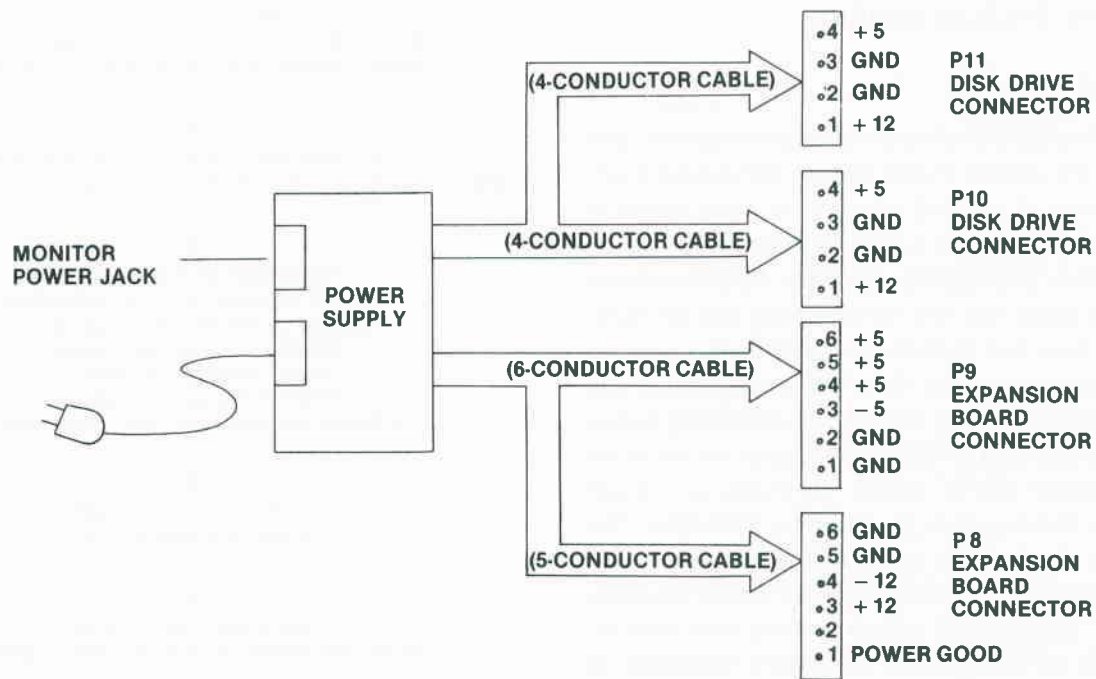 MONITOR
POWER JACK
POWER
SUPPLY
(4-CONDUCTOR CABLE)
4 +5
3 GND
2 GND
1 +12
P11
DISK DRIVE
CONNECTOR
(4-CONDUCTOR CABLE)
4 +5
3 GND
2 GND
1 +12
P10
DISK DRIVE
CONNECTOR
(6-CONDUCTOR CABLE)
6 +5
5 +5
4 +5
3 -5
2 GND
1 GND
P9
EXPANSION
BOARD
CONNECTOR
(5-CONDUCTOR CABLE)
6 GND
5 GND
4 -12
3 +12
2
1 POWER GOOD
P8
EXPANSION
BOARD
CONNECTOR